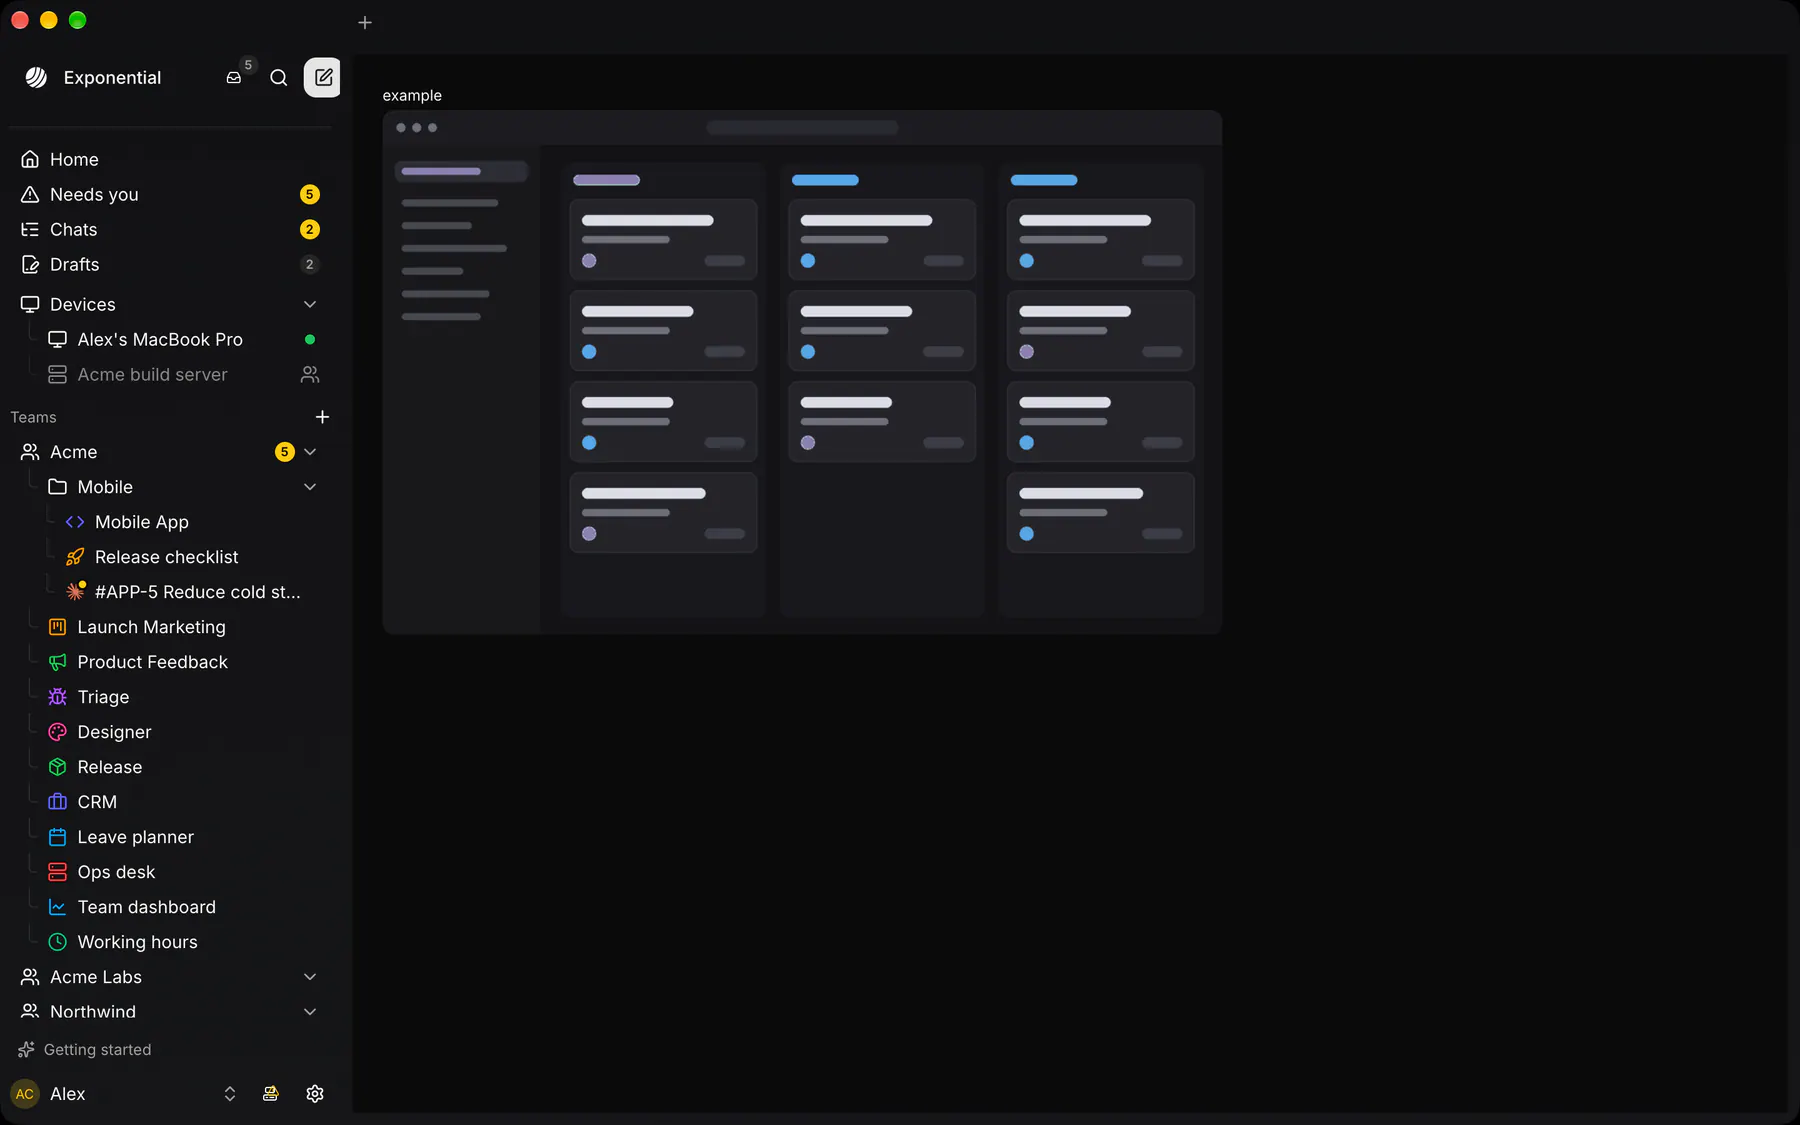 Exponential
5
Home
Needs you 5
Chats 2
Drafts 2
Devices
Alex's MacBook Pro
Acme build server
Teams
Acme 5
Mobile
Mobile App
Release checklist
#APP-5 Reduce cold st...
Launch Marketing
Product Feedback
Triage
Designer
Release
CRM
Leave planner
Ops desk
Team dashboard
Working hours
Acme Labs
Northwind
Getting started
AC Alex
example